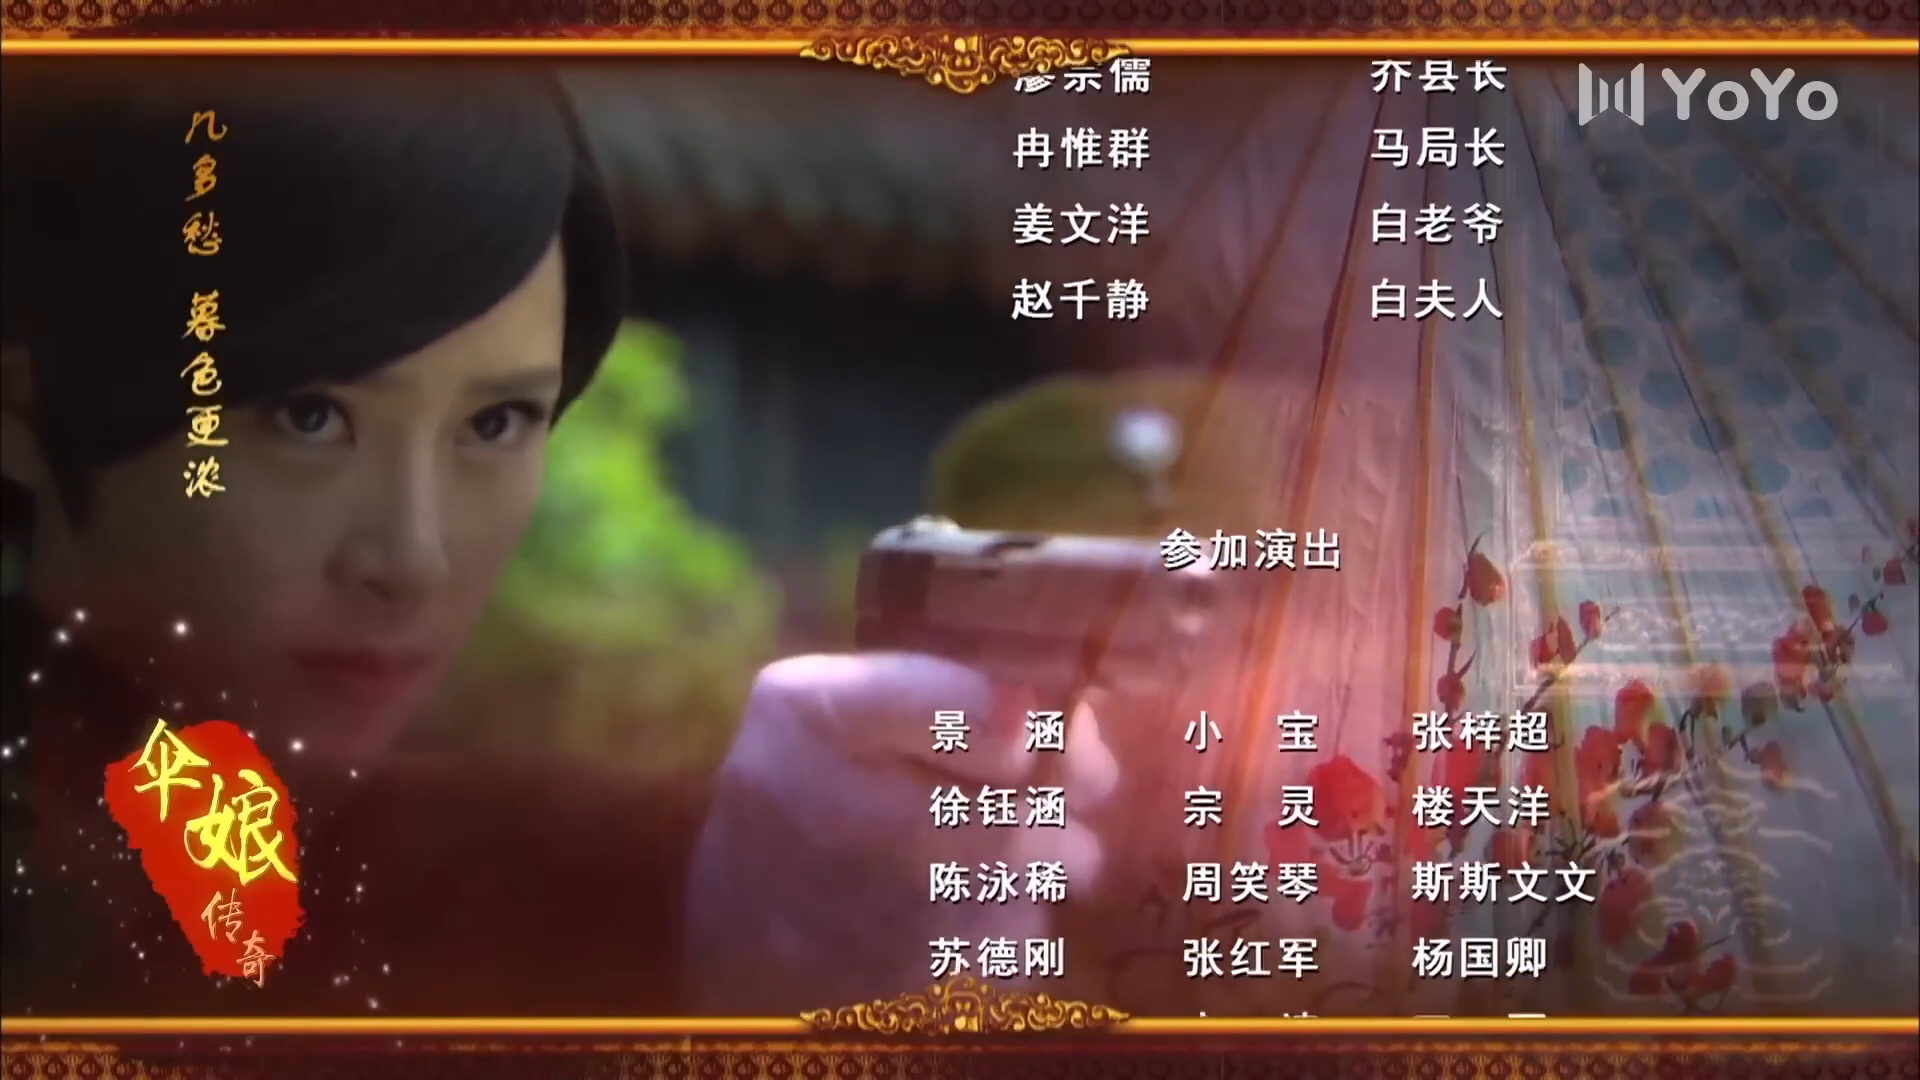 YoYo
几多愁 暮色更浓
廖宗儒 乔县长
冉惟群 马局长
姜文洋 白老爷
赵千静 白夫人
参加演出
景 涵 小 宝 张梓超
徐钰涵 宗 灵 楼天洋
陈泳稀 周笑琴 斯斯文文
苏德刚 张红军 杨国卿
伞娘传奇